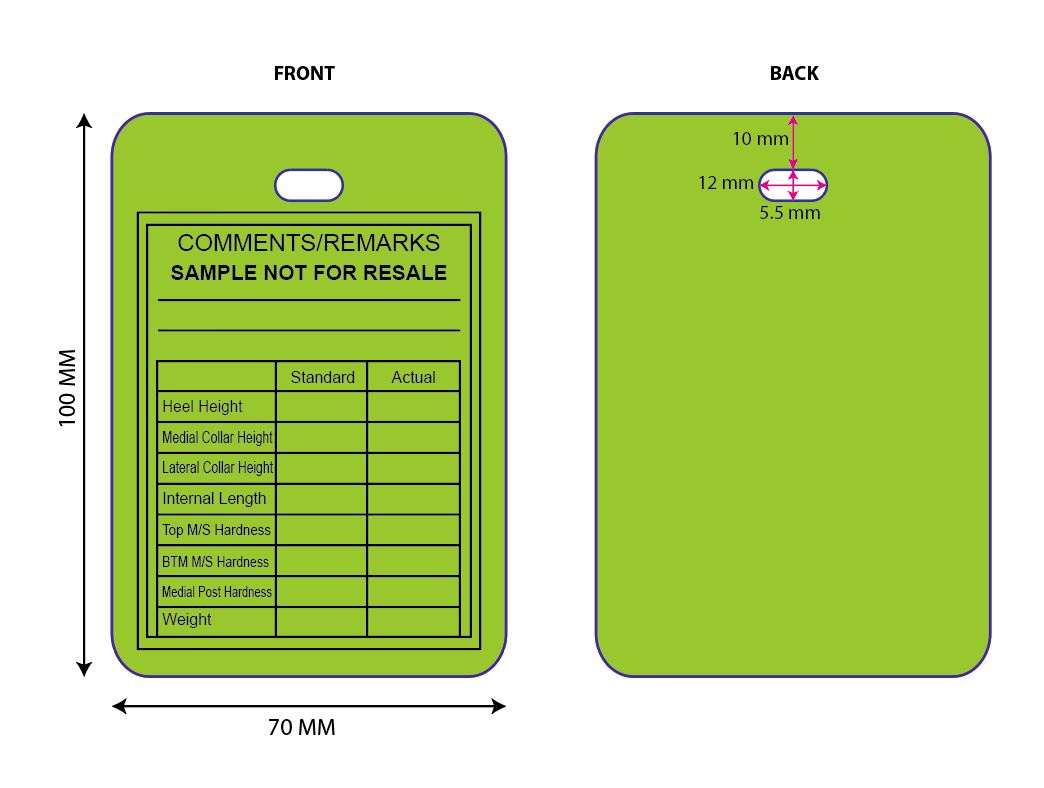 FRONT
BACK
COMMENTS/REMARKS
SAMPLE NOT FOR RESALE
Standard Actual
Heel Height
Medial Collar Height
Lateral Collar Height
Internal Length
Top M/S Hardness
BTM M/S Hardness
Medial Post Hardness
Weight
100 MM
70 MM
10 mm
12 mm
5.5 mm